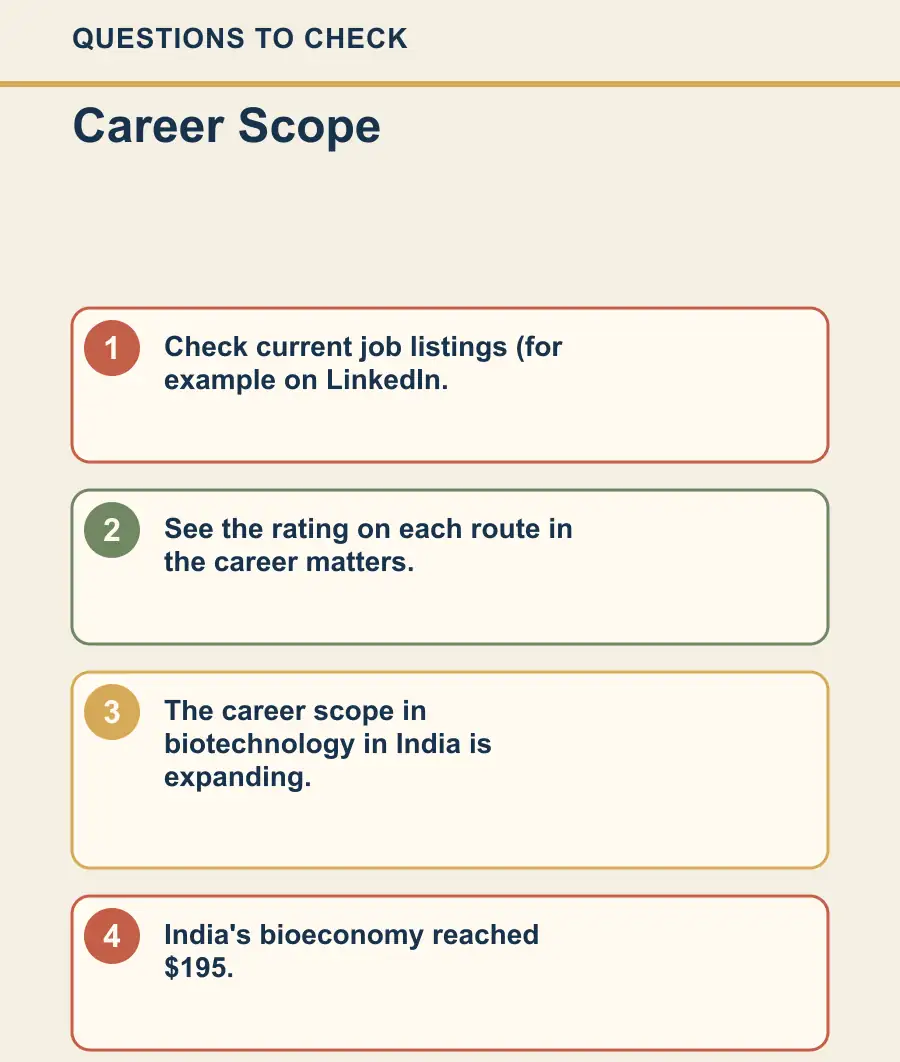 QUESTIONS TO CHECK
Career Scope
1
Check current job listings (for
example on LinkedIn.
2
See the rating on each route in
the career matters.
3
The career scope in
biotechnology in India is
expanding.
4
India's bioeconomy reached
$195.